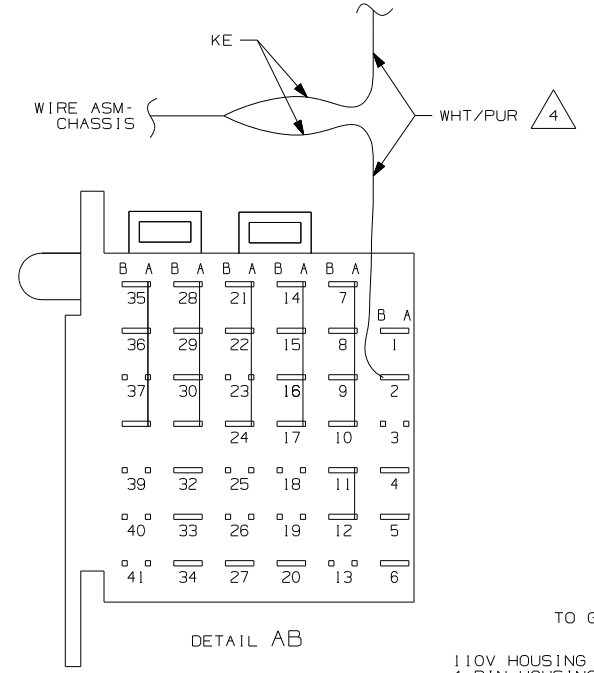 KE
WIRE ASM-
CHASSIS
WHT/PUR 4
B A B A B A B A B A
35 28 21 14 7
B A
36 29 22 15 8 1
37 30 23 16 9 2
24 17 10 3
39 32 25 18 11 4
40 33 26 19 12 5
41 34 27 20 13 6
DETAIL AB
TO G
110V HOUSING